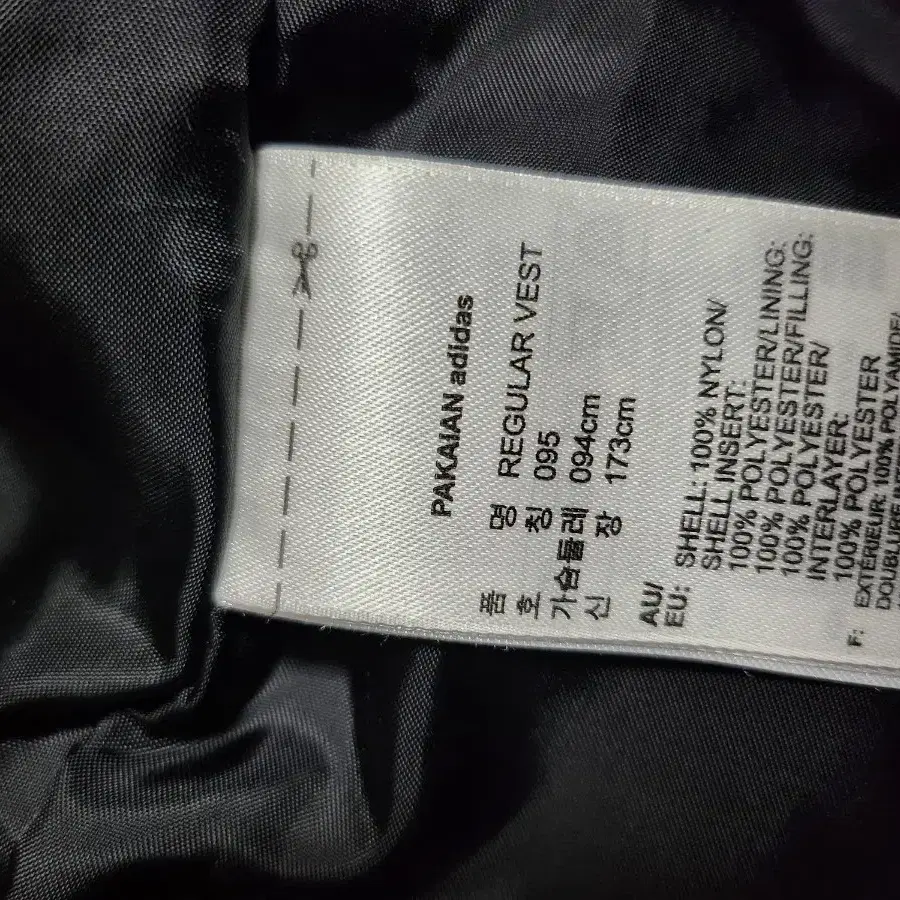 PAKAIAN adidas
품 명 REGULAR VEST
호 칭 095
가슴둘레 094cm
신 장 173cm
AU/
EU:
SHELL: 100% NYLON/
SHELL INSERT:
100% POLYESTER/LINING:
100% POLYESTER/FILLING:
100% POLYESTER/
INTERLAYER:
100% POLYESTER
F: EXTÉRIEUR: 100% POLYAMIDE/
DOUBLURE